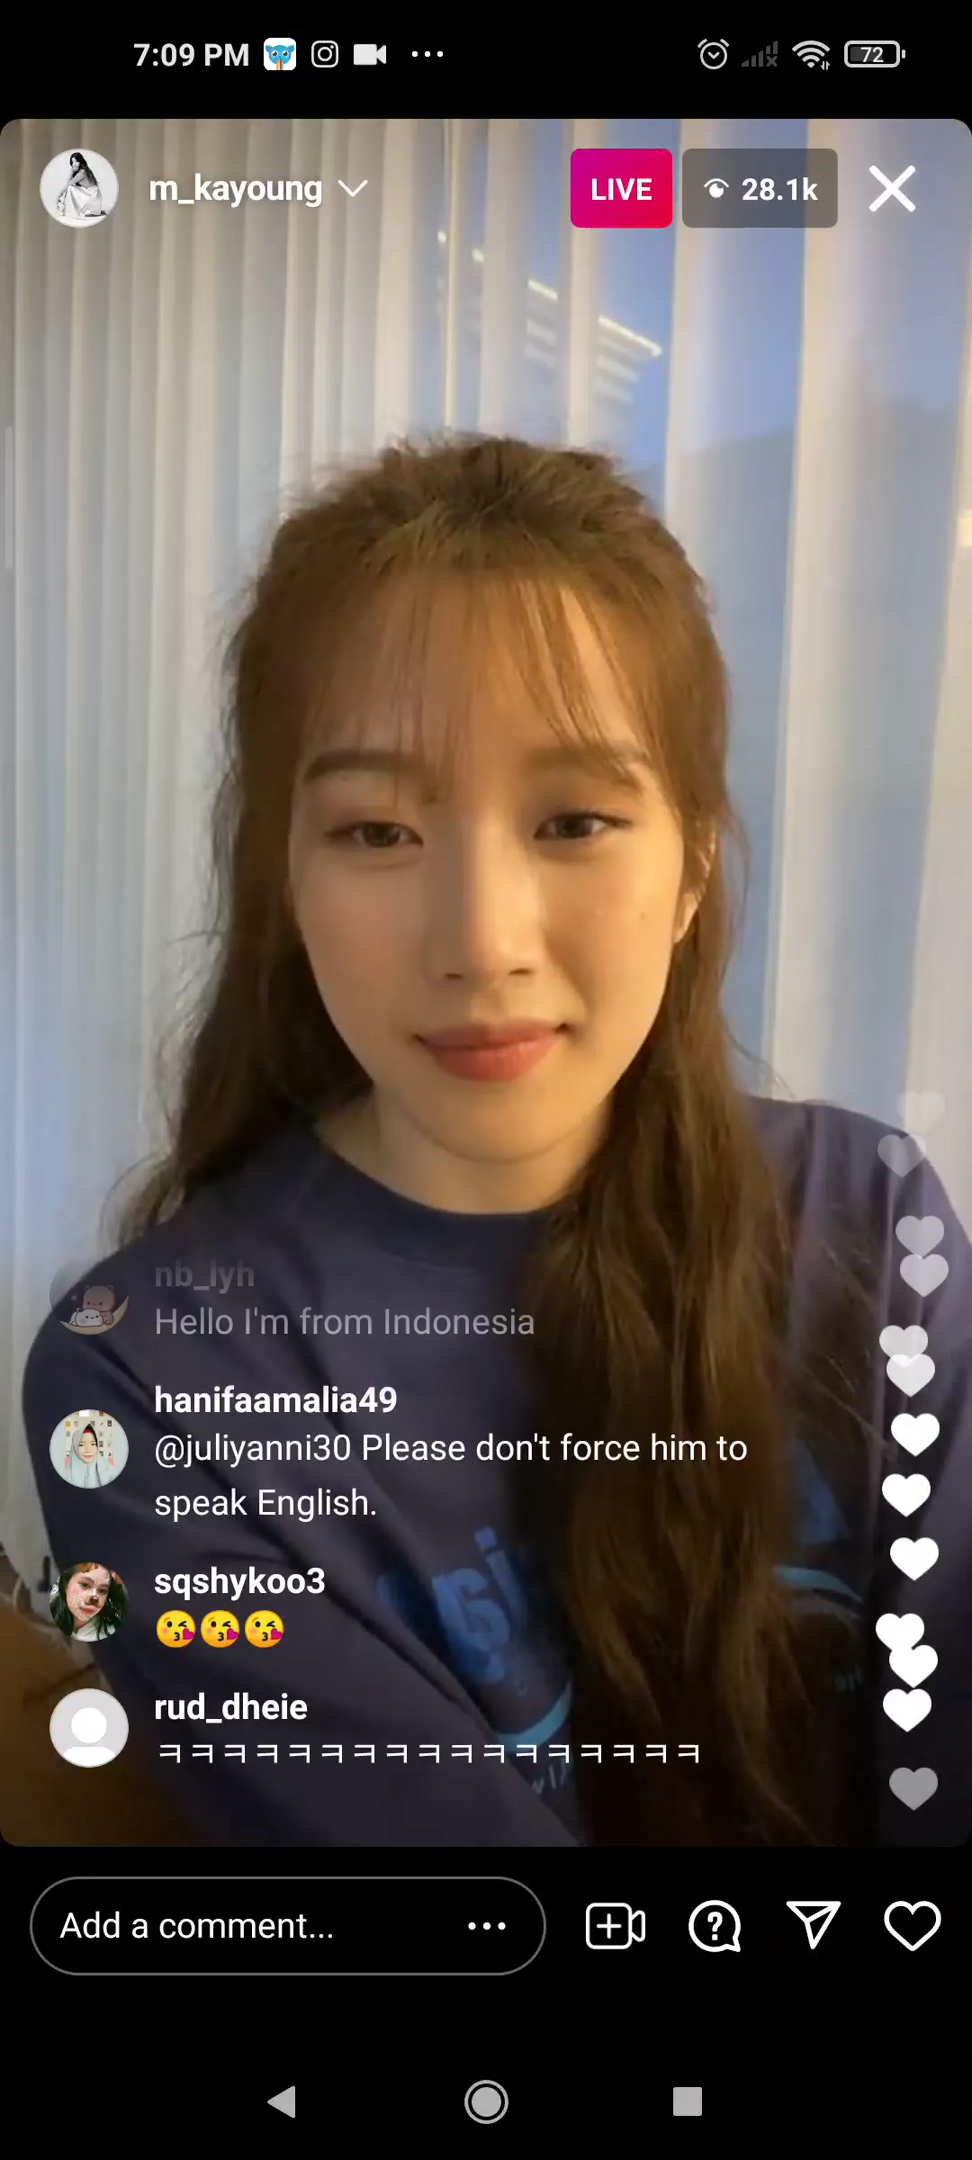 7:09 PM
72
m_kayoung
LIVE
28.1k
nb_lyh
Hello I'm from Indonesia
hanifaamalia49
@juliyanni30 Please don't force him to
speak English.
sqshykoo3
😘😘😘
rud_dheie
ㅋㅋㅋㅋㅋㅋㅋㅋㅋㅋㅋㅋㅋㅋㅋㅋㅋ
Add a comment...